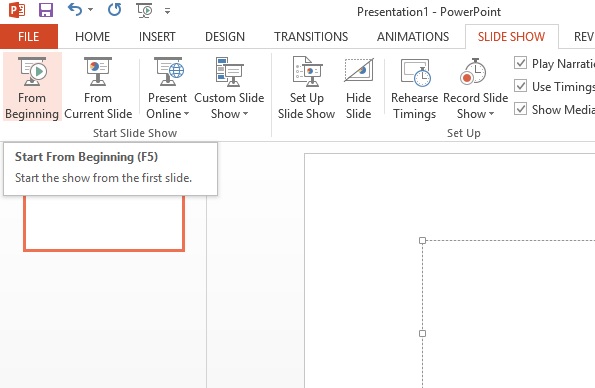 Presentation1 - PowerPoint
FILE HOME INSERT DESIGN TRANSITIONS ANIMATIONS SLIDE SHOW REV
From Beginning
From Current Slide
Present Online
Custom Slide Show
Set Up Slide Show
Hide Slide
Rehearse Timings
Record Slide Show
Play Narrati
Use Timings
Show Media
Start Slide Show
Set Up
Start From Beginning (F5)
Start the show from the first slide.